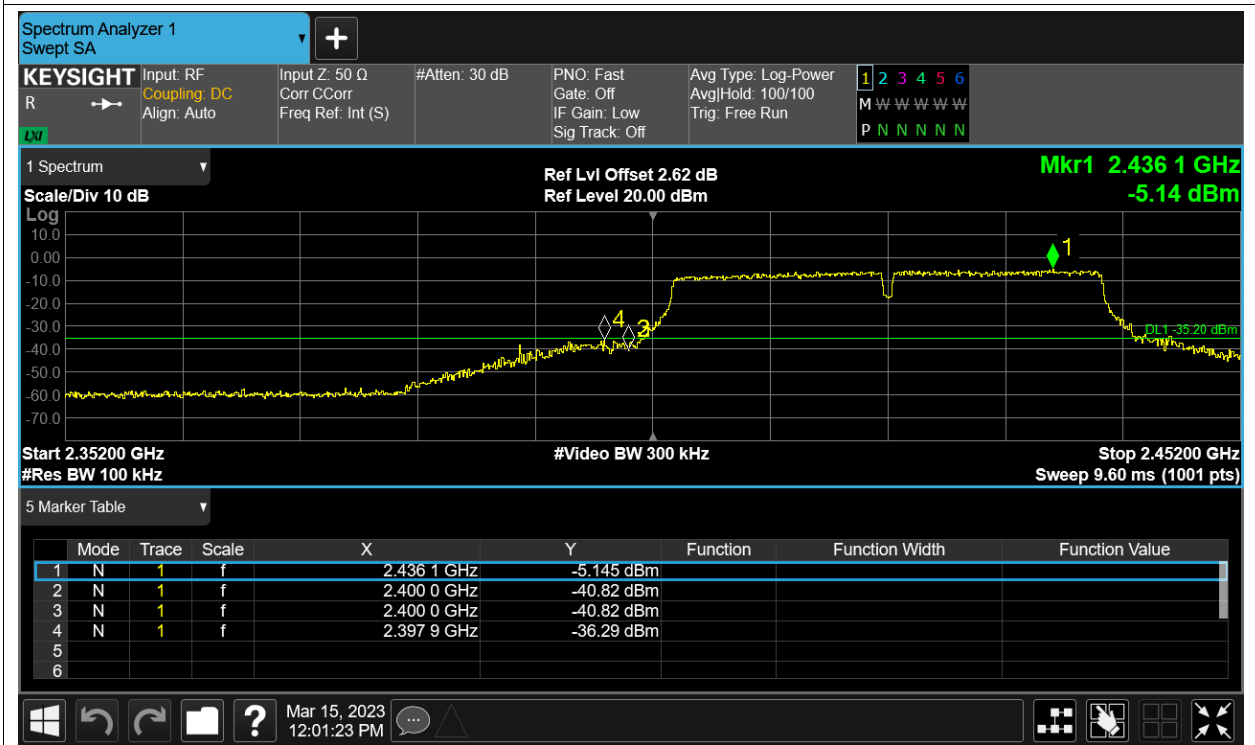 Spectrum Analyzer 1
Swept SA
+
KEYSIGHT Input: RF Input Z: 50 Ω #Atten: 30 dB PNO: Fast Avg Type: Log-Power 1 2 3 4 5 6
R Coupling: DC Corr CCorr Gate: Off Avg|Hold: 100/100 M W W W W W
Align: Auto Freq Ref: Int (S) IF Gain: Low Trig: Free Run
LXI Sig Track: Off P N N N N N
1 Spectrum Ref Lvl Offset 2.62 dB Mkr1 2.436 1 GHz
Scale/Div 10 dB Ref Level 20.00 dBm -5.14 dBm
Log
10.0
1
0.00
-10.0
-20.0
4
-30.0
DL1 -35.20 dBm
-40.0
-50.0
-60.0
-70.0
Start 2.35200 GHz #Video BW 300 kHz Stop 2.45200 GHz
#Res BW 100 kHz Sweep 9.60 ms (1001 pts)
5 Marker Table
Mode Trace Scale X Y Function Function Width Function Value
1 N 1 f 2.436 1 GHz -5.145 dBm
2 N 1 f 2.400 0 GHz -40.82 dBm
3 N 1 f 2.400 0 GHz -40.82 dBm
4 N 1 f 2.397 9 GHz -36.29 dBm
5
6
? Mar 15, 2023
12:01:23 PM